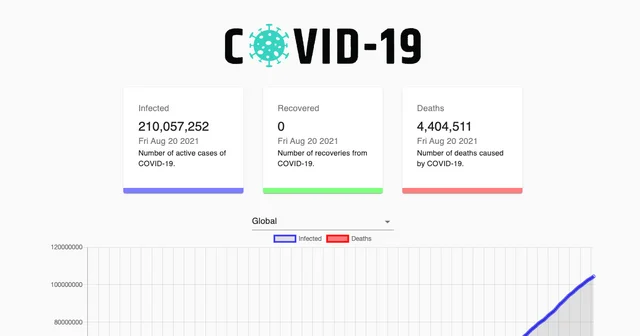 COVID-19
Infected
210,057,252
Fri Aug 20 2021
Number of active cases of
COVID-19.
Recovered
0
Fri Aug 20 2021
Number of recoveries from
COVID-19.
Deaths
4,404,511
Fri Aug 20 2021
Number of deaths caused
by COVID-19.
Global
Infected Deaths
120000000
100000000
80000000